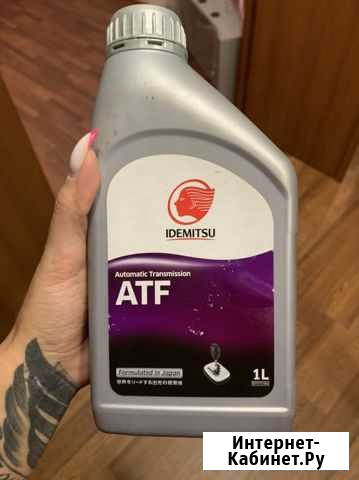 IDEMITSU
Automatic Transmission
ATF
Formulated in Japan
1L
Интернет-
Кабинет.Ру